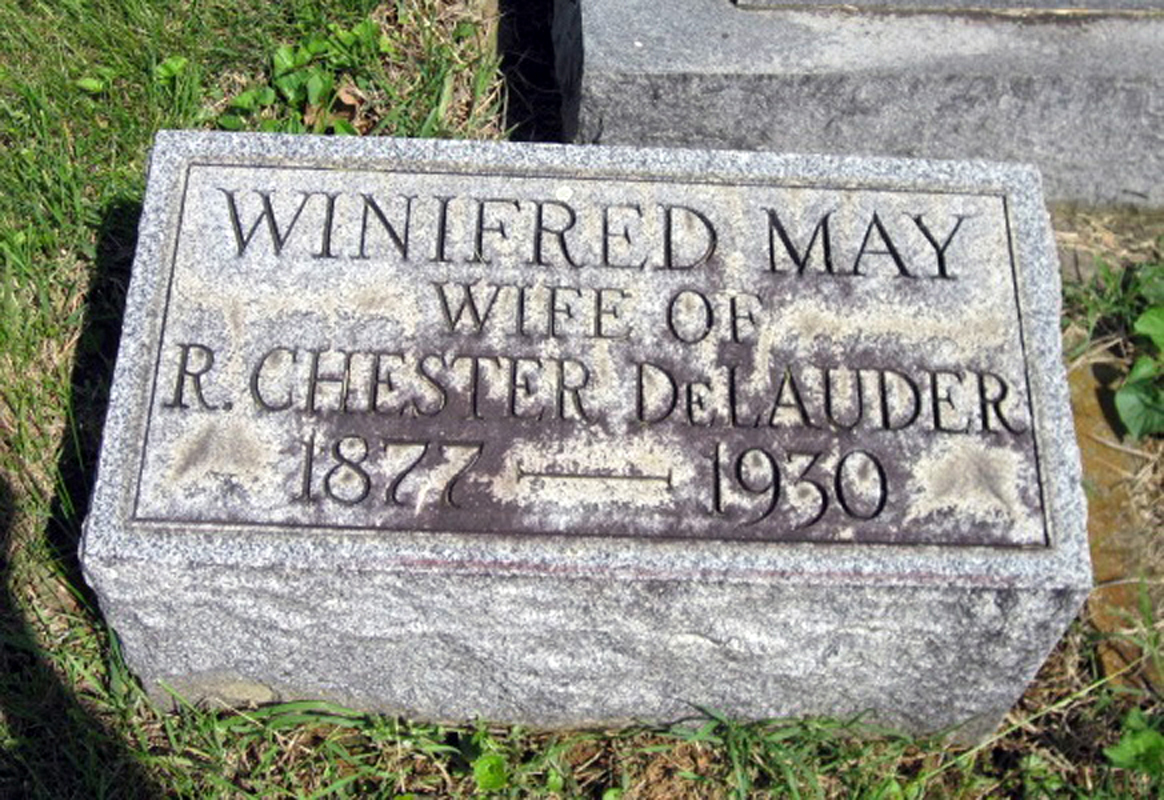 WINIFRED MAY
WIFE OF
R. CHESTER DeLAUDER
1877 — 1930